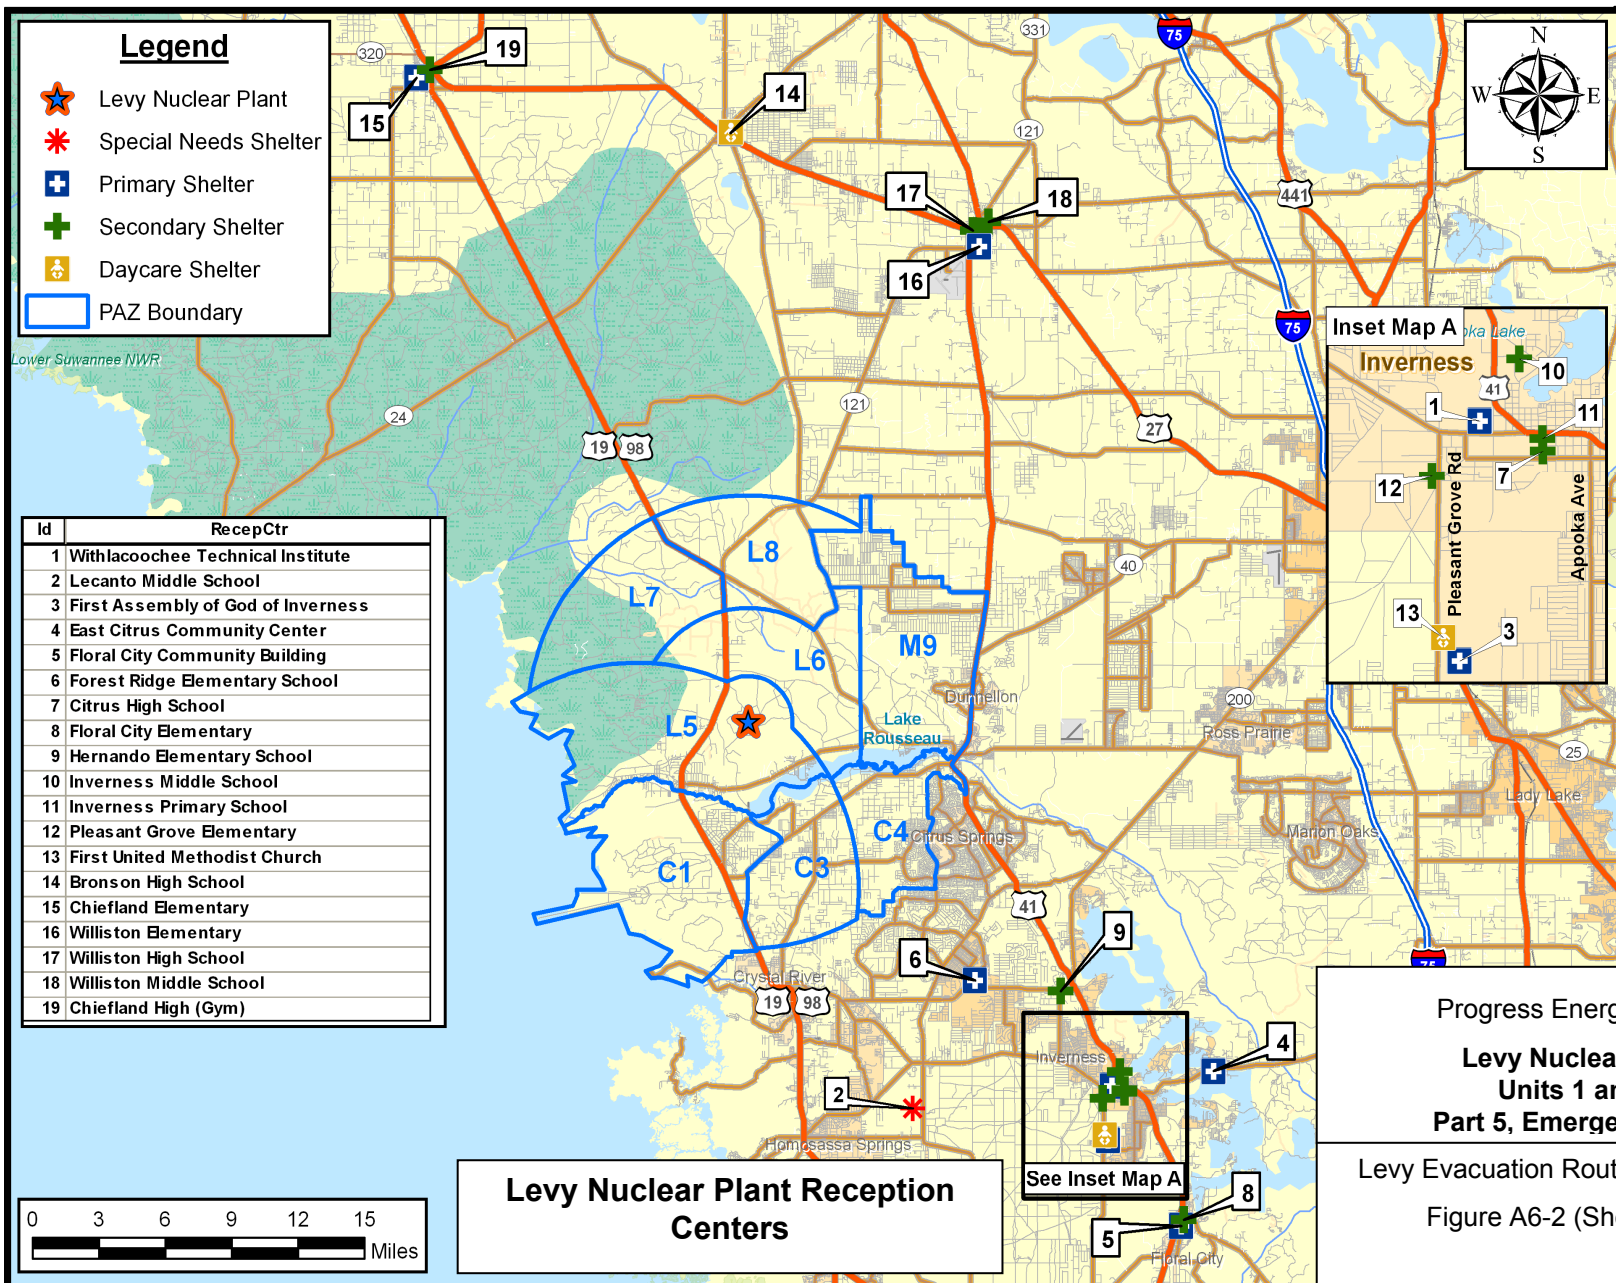 Legend
Levy Nuclear Plant
Special Needs Shelter
Primary Shelter
Secondary Shelter
Daycare Shelter
PAZ Boundary
320
19
15
14
331
75
N
W
E
S
121
17
18
16
441
75
Lower Suwannee NWR
24
19
98
121
27
Inset Map A
oka Lake
Inverness
10
41
1
11
7
12
Pleasant Grove Rd
Apooka Ave
13
3
Id RecepCtr
1 Withlacoochee Technical Institute
2 Lecanto Middle School
3 First Assembly of God of Inverness
4 East Citrus Community Center
5 Floral City Community Building
6 Forest Ridge Elementary School
7 Citrus High School
8 Floral City Elementary
9 Hernando Elementary School
10 Inverness Middle School
11 Inverness Primary School
12 Pleasant Grove Elementary
13 First United Methodist Church
14 Bronson High School
15 Chiefland Elementary
16 Williston Elementary
17 Williston High School
18 Williston Middle School
19 Chiefland High (Gym)
L8
L7
L6
M9
L5
40
Dunnellon
200
Lake
Rousseau
Ross Prairie
25
Lady Lake
C4
Citrus Springs
Marion Oaks
C1
C3
41
9
6
75
Crystal River
19
98
Inverness
4
2
Homosassa Springs
See Inset Map A
8
5
Floral City
Progress Energ
Levy Nuclea
Units 1 a
Part 5, Emerge
Levy Evacuation Rout
Figure A6-2 (Sh
Levy Nuclear Plant Reception
Centers
0 3 6 9 12 15
Miles